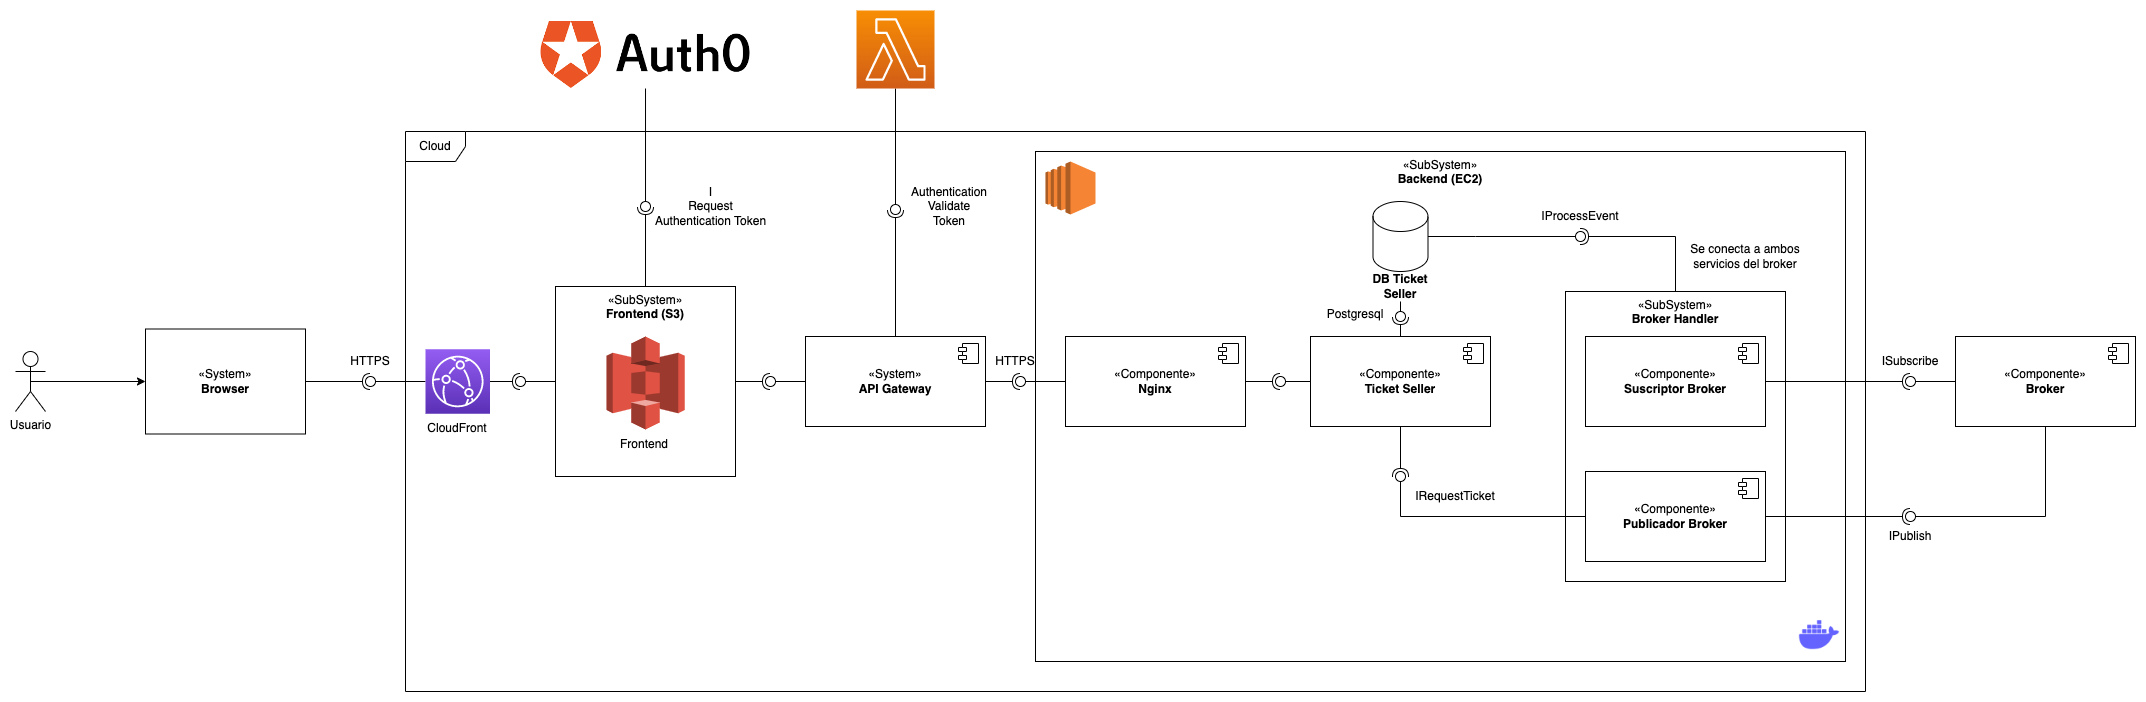 Auth0
Cloud
I
Request
Authentication Token
Authentication
Validate
Token
«SubSystem»
Backend (EC2)
IProcessEvent
Se conecta a ambos
servicios del broker
DB Ticket
Seller
Postgresql
«SubSystem»
Frontend (S3)
Frontend
«SubSystem»
Broker Handler
Usuario
«System»
Browser
HTTPS
CloudFront
«System»
API Gateway
HTTPS
«Componente»
Nginx
«Componente»
Ticket Seller
«Componente»
Suscriptor Broker
ISubscribe
«Componente»
Broker
IRequestTicket
«Componente»
Publicador Broker
IPublish